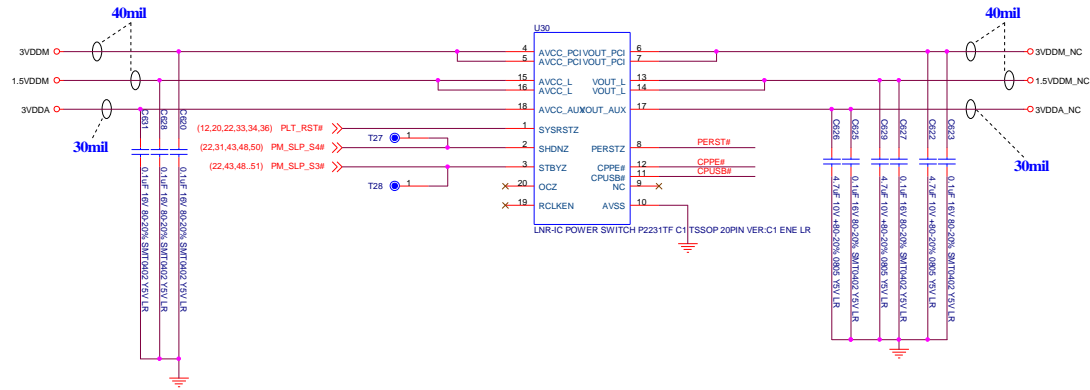 40mil
40mil
U30
3VDDM
4 AVCC_PCI VOUT_PCI 6
3VDDM_NC
5 AVCC_PCI VOUT_PCI 7
1.5VDDM
15 AVCC_L VOUT_L 13
1.5VDDM_NC
16 AVCC_L VOUT_L 14
3VDDA
18 AVCC_AUX VOUT_AUX 17
3VDDA_NC
(12,20,22,33,34,36) PLT_RST#
1 SYSRSTZ
T27 1
30mil
(22,31,43,48,50) PM_SLP_S4#
2 SHDNZ PERSTZ 8
PERST#
30mil
(22,43,48..51) PM_SLP_S3#
3 STBYZ CPPE# 12
CPPE#
CPUSB# 11
CPUSB#
T28 1
20 OCZ NC 9
19 RCLKEN AVSS 10
LNR-IC POWER SWITCH P2231TF C1 TSSOP 20PIN VER:C1 ENE LR
C631 0.1uF 16V 80-20% SMT0402 Y5V LR
C628 0.1uF 16V 80-20% SMT0402 Y5V LR
C620 0.1uF 16V 80-20% SMT0402 Y5V LR
C626 4.7uF 10V +80-20% 0805 Y5V LR
C625 0.1uF 16V 80-20% SMT0402 Y5V LR
C629 4.7uF 10V +80-20% 0805 Y5V LR
C627 0.1uF 16V 80-20% SMT0402 Y5V LR
C622 4.7uF 10V +80-20% 0805 Y5V LR
C623 0.1uF 16V 80-20% SMT0402 Y5V LR